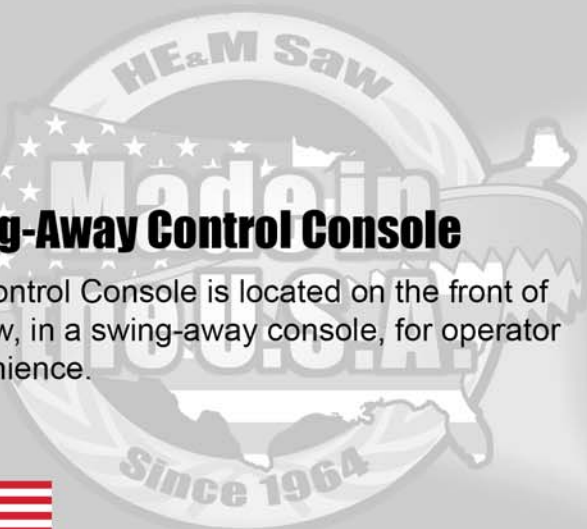 HE&M Saw
Made in
g-Away Control Console
ontrol Console is located on the front of
w, in a swing-away console, for operator
the U.S.A.
nience.
Since 1964